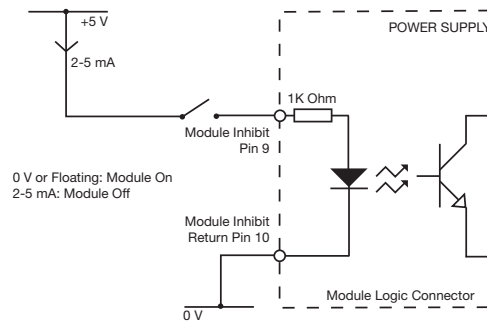 +5 V
POWER SUPPLY
2-5 mA
1K Ohm
Module Inhibit
Pin 9
0 V or Floating: Module On
2-5 mA: Module Off
Module Inhibit
Return Pin 10
Module Logic Connector
0 V